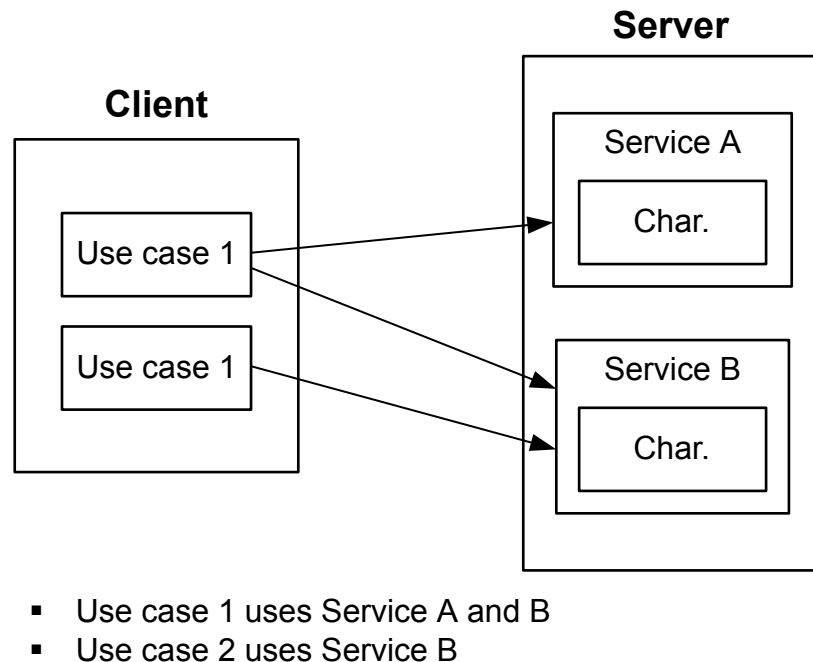 Server
Client
Service A
Char.
Use case 1
Use case 1
Service B
Char.
▪ Use case 1 uses Service A and B
▪ Use case 2 uses Service B